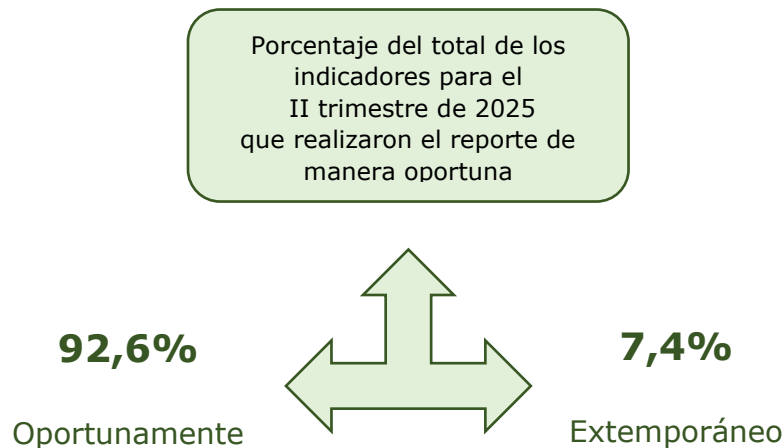 Porcentaje del total de los
indicadores para el
II trimestre de 2025
que realizaron el reporte de
manera oportuna
92,6%
7,4%
Oportunamente
Extemporáneo